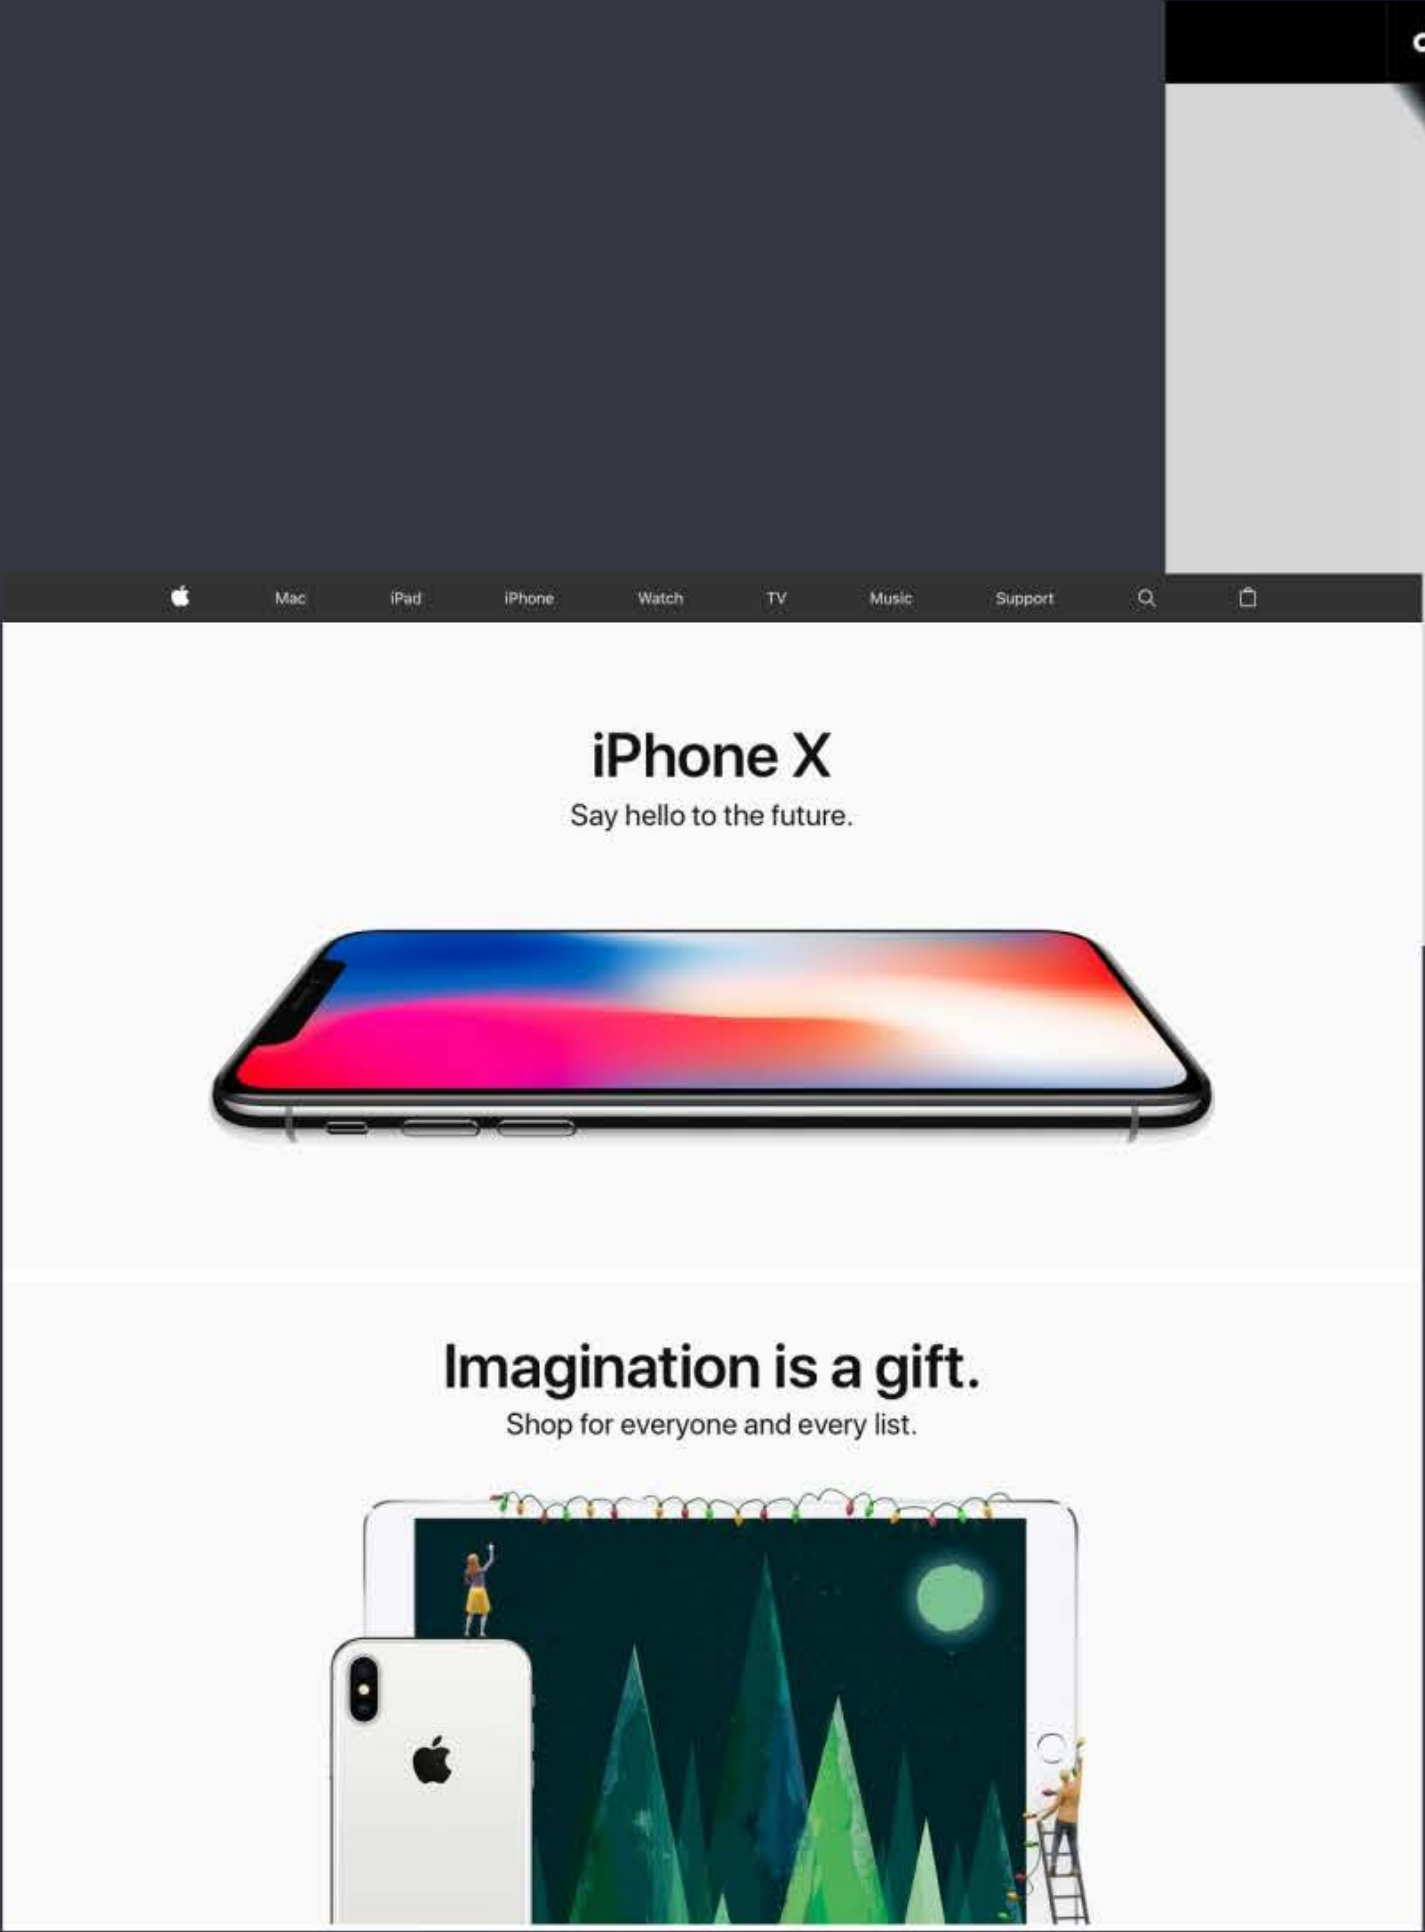 Mac iPad iPhone Watch TV Music Support
iPhone X
Say hello to the future.
Imagination is a gift.
Shop for everyone and every list.